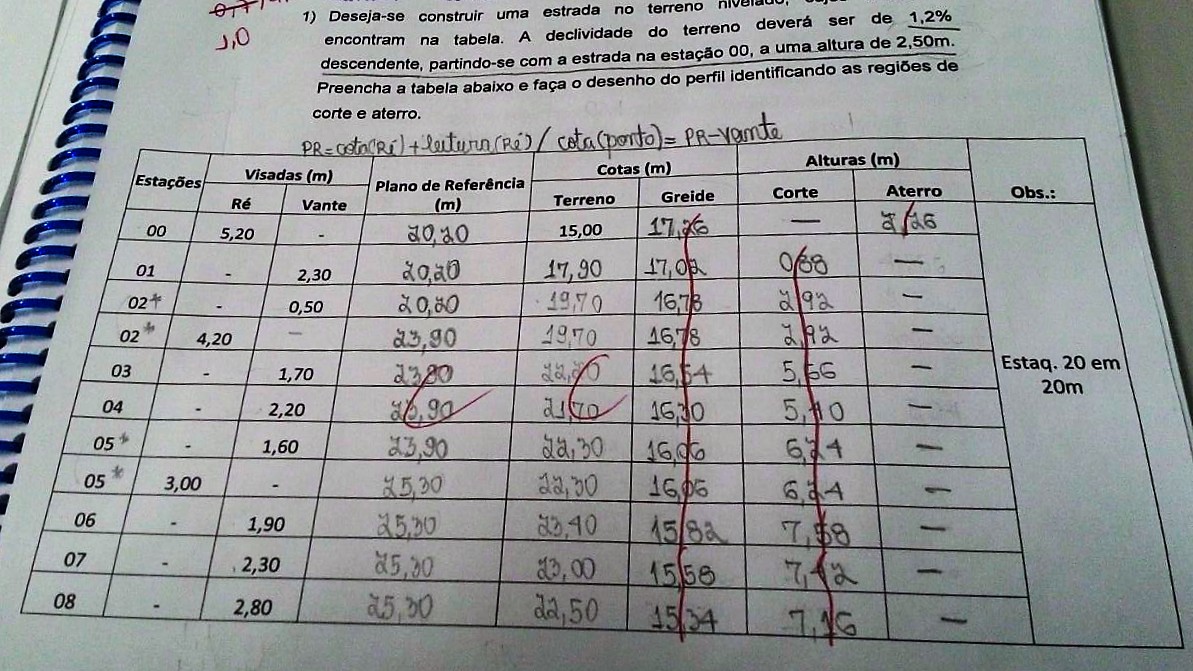 1,0
1) Deseja-se construir uma estrada no terreno nivelado,
encontram na tabela. A declividade do terreno deverá ser de 1,2%
descendente, partindo-se com a estrada na estação 00, a uma altura de 2,50m.
Preencha a tabela abaixo e faça o desenho do perfil identificando as regiões de
corte e aterro.
PR=cota(Ré)+leitura(Ré)/ cota(ponto)= PR-vante
Estações Visadas (m) Plano de Referência (m) Cotas (m) Alturas (m) Obs.:
Ré Vante Terreno Greide Corte Aterro
00 5,20 - 20,20 15,00 17,26 — 2,26
01 - 2,30 20,20 17,90 17,02 0,88 —
02* - 0,50 20,20 19,70 16,78 2,92 —
02* 4,20 — 23,90 19,70 16,78 2,92 —
03 - 1,70 23,90 22,20 16,54 5,66 —
04 - 2,20 23,90 21,70 16,30 5,40 —
05* - 1,60 23,90 22,30 16,06 6,24 —
05* 3,00 - 25,30 22,30 16,06 6,24 —
06 - 1,90 25,30 23,40 15,82 7,58 —
07 - 2,30 25,30 23,00 15,58 7,42 —
08 - 2,80 25,30 22,50 15,34 7,16 —
Estaq. 20 em
20m